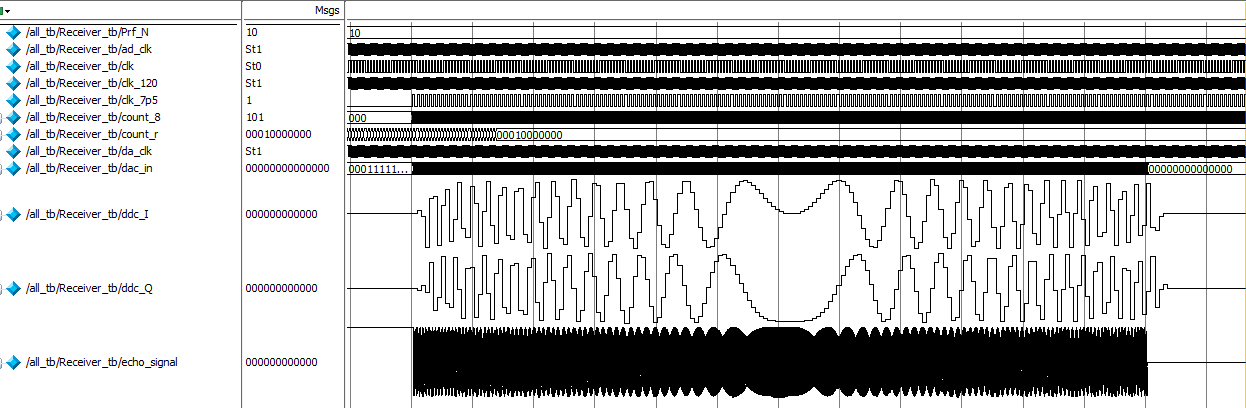 Msgs
/all_tb/Receiver_tb/Prf_N 10 10
/all_tb/Receiver_tb/ad_clk St1
/all_tb/Receiver_tb/clk St0
/all_tb/Receiver_tb/clk_120 St1
/all_tb/Receiver_tb/clk_7p5 1
/all_tb/Receiver_tb/count_8 101 000
/all_tb/Receiver_tb/count_r 00010000000 00010000000
/all_tb/Receiver_tb/da_clk St1
/all_tb/Receiver_tb/dac_in 00000000000000 00011111... 00000000000000
/all_tb/Receiver_tb/ddc_I 000000000000
/all_tb/Receiver_tb/ddc_Q 000000000000
/all_tb/Receiver_tb/echo_signal 000000000000